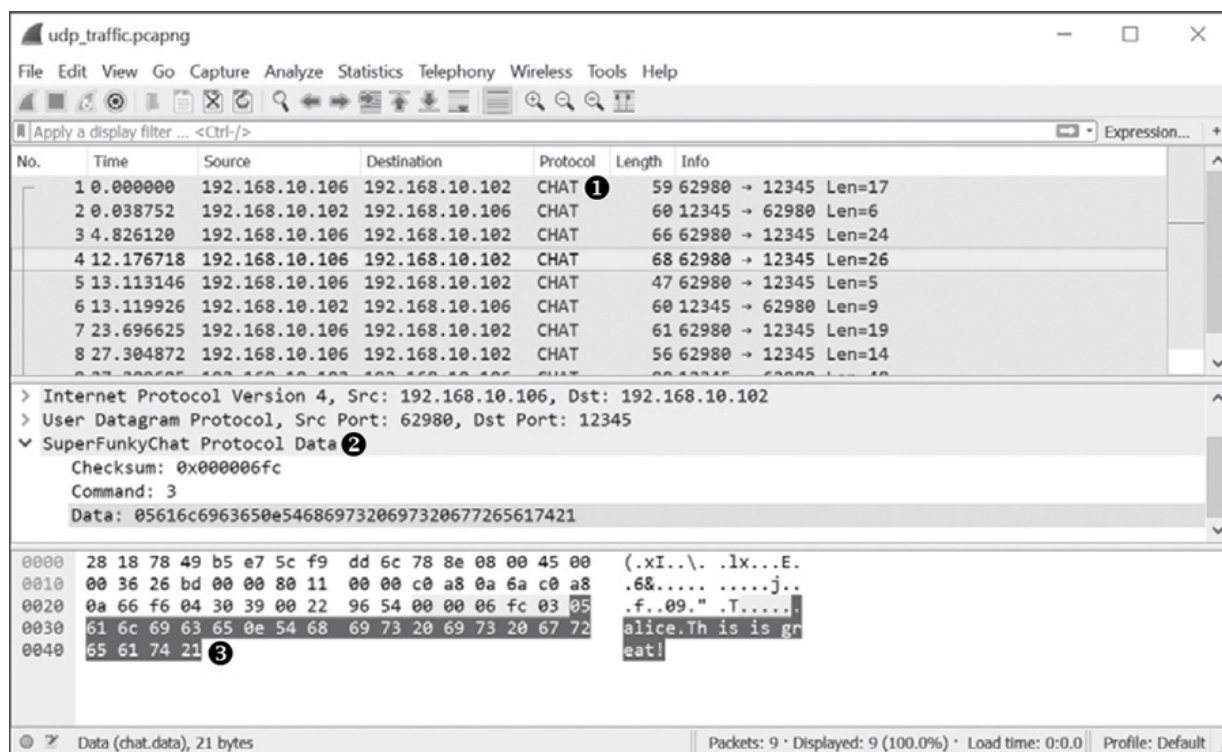 udp_traffic.pcapng
File Edit View Go Capture Analyze Statistics Telephony Wireless Tools Help
Apply a display filter ... <Ctrl-/> Expression... +
No. Time Source Destination Protocol Length Info
1 0.000000 192.168.10.106 192.168.10.102 CHAT ❶ 59 62980 → 12345 Len=17
2 0.038752 192.168.10.102 192.168.10.106 CHAT 60 12345 → 62980 Len=6
3 4.826120 192.168.10.106 192.168.10.102 CHAT 66 62980 → 12345 Len=24
4 12.176718 192.168.10.106 192.168.10.102 CHAT 68 62980 → 12345 Len=26
5 13.113146 192.168.10.106 192.168.10.102 CHAT 47 62980 → 12345 Len=5
6 13.119926 192.168.10.102 192.168.10.106 CHAT 60 12345 → 62980 Len=9
7 23.696625 192.168.10.106 192.168.10.102 CHAT 61 62980 → 12345 Len=19
8 27.304872 192.168.10.106 192.168.10.102 CHAT 56 62980 → 12345 Len=14
> Internet Protocol Version 4, Src: 192.168.10.106, Dst: 192.168.10.102
> User Datagram Protocol, Src Port: 62980, Dst Port: 12345
SuperFunkyChat Protocol Data ❷
Checksum: 0x000006fc
Command: 3
Data: 05616c6963650e54686973206973206772656174​21
0000 28 18 78 49 b5 e7 5c f9 dd 6c 78 8e 08 00 45 00 (.xI..\. .lx...E.
0010 00 36 26 bd 00 00 80 11 00 00 c0 a8 0a 6a c0 a8 .6&..... .....j..
0020 0a 66 f6 04 30 39 00 22 96 54 00 00 06 fc 03 05 .f..09." .T......
0030 61 6c 69 63 65 0e 54 68 69 73 20 69 73 20 67 72 alice.Th is is gr
0040 65 61 74 21 ❸ eat!
Data (chat.data), 21 bytes Packets: 9 · Displayed: 9 (100.0%) · Load time: 0:0.0 Profile: Default